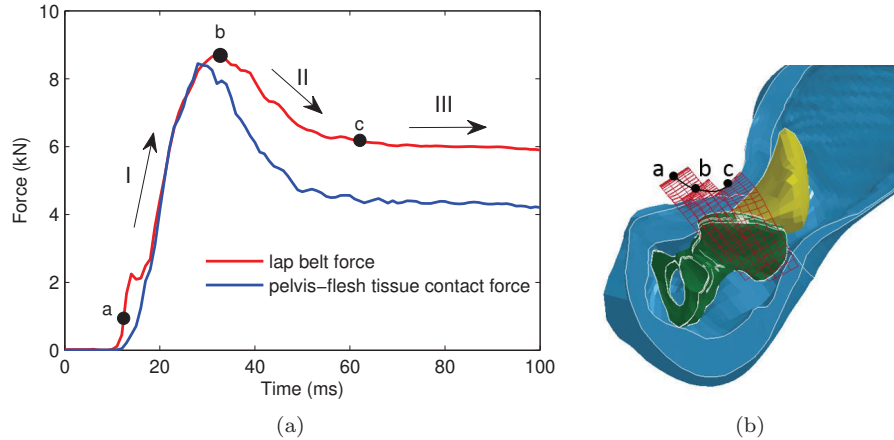 10
8
6
4
2
0
0 20 40 60 80 100
Force (kN)
Time (ms)
a
b
c
I
II
III
lap belt force
pelvis–flesh tissue contact force
(a)
a b c
(b)